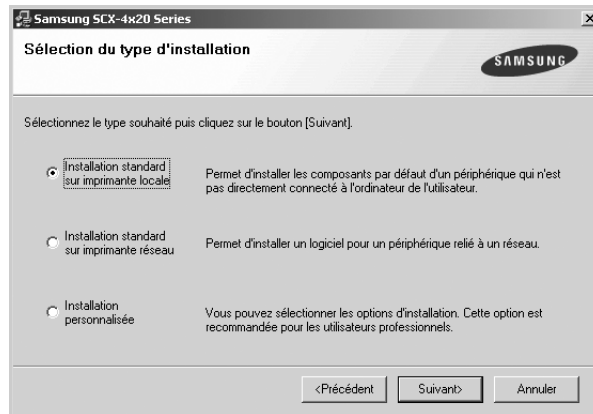 Samsung SCX-4x20 Series
Sélection du type d'installation
SAMSUNG
Sélectionnez le type souhaité puis cliquez sur le bouton [Suivant].
Installation standard
sur imprimante locale
Permet d'installer les composants par défaut d'un périphérique qui n'est
pas directement connecté à l'ordinateur de l'utilisateur.
Installation standard
sur imprimante réseau
Permet d'installer un logiciel pour un périphérique relié à un réseau.
Installation
personnalisée
Vous pouvez sélectionner les options d'installation. Cette option est
recommandée pour les utilisateurs professionnels.
<Précédent
Suivant>
Annuler